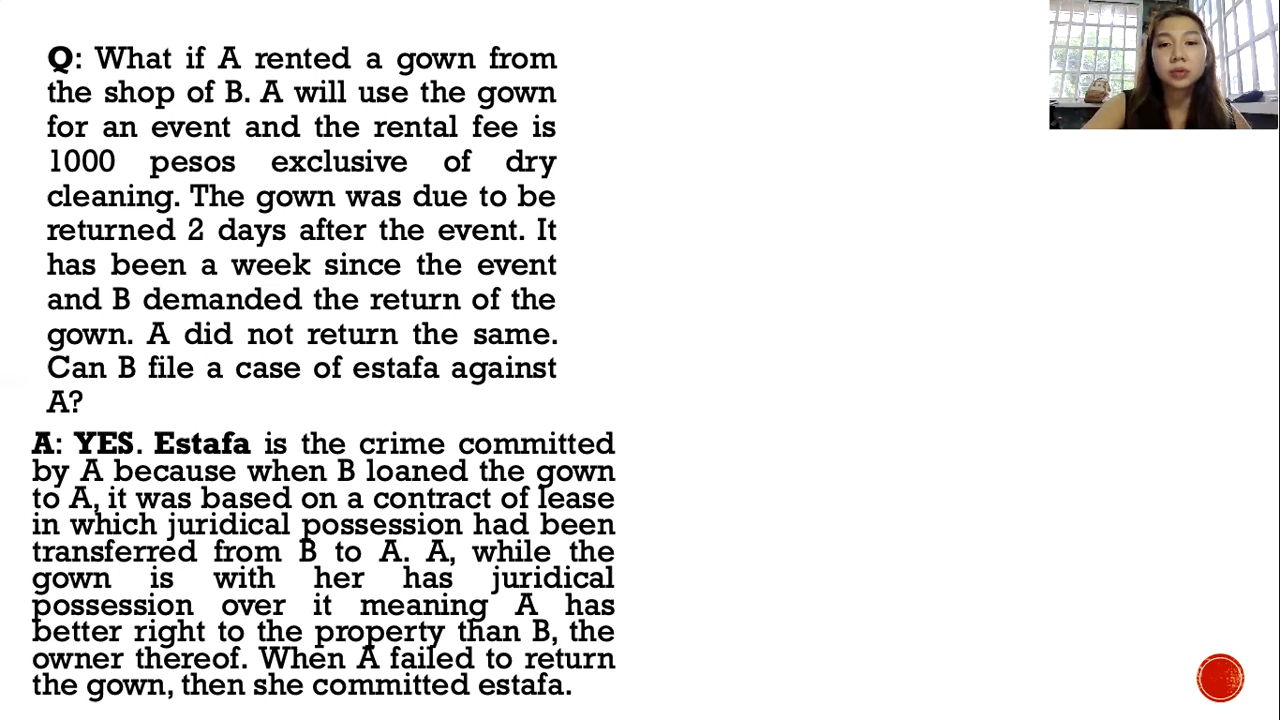 Q: What if A rented a gown from
the shop of B. A will use the gown
for an event and the rental fee is
1000 pesos exclusive of dry
cleaning. The gown was due to be
returned 2 days after the event. It
has been a week since the event
and B demanded the return of the
gown. A did not return the same.
Can B file a case of estafa against
A?
A: YES. Estafa is the crime committed
by A because when B loaned the gown
to A, it was based on a contract of lease
in which juridical possession had been
transferred from B to A. A, while the
gown is with her has juridical
possession over it meaning A has
better right to the property than B, the
owner thereof. When A failed to return
the gown, then she committed estafa.